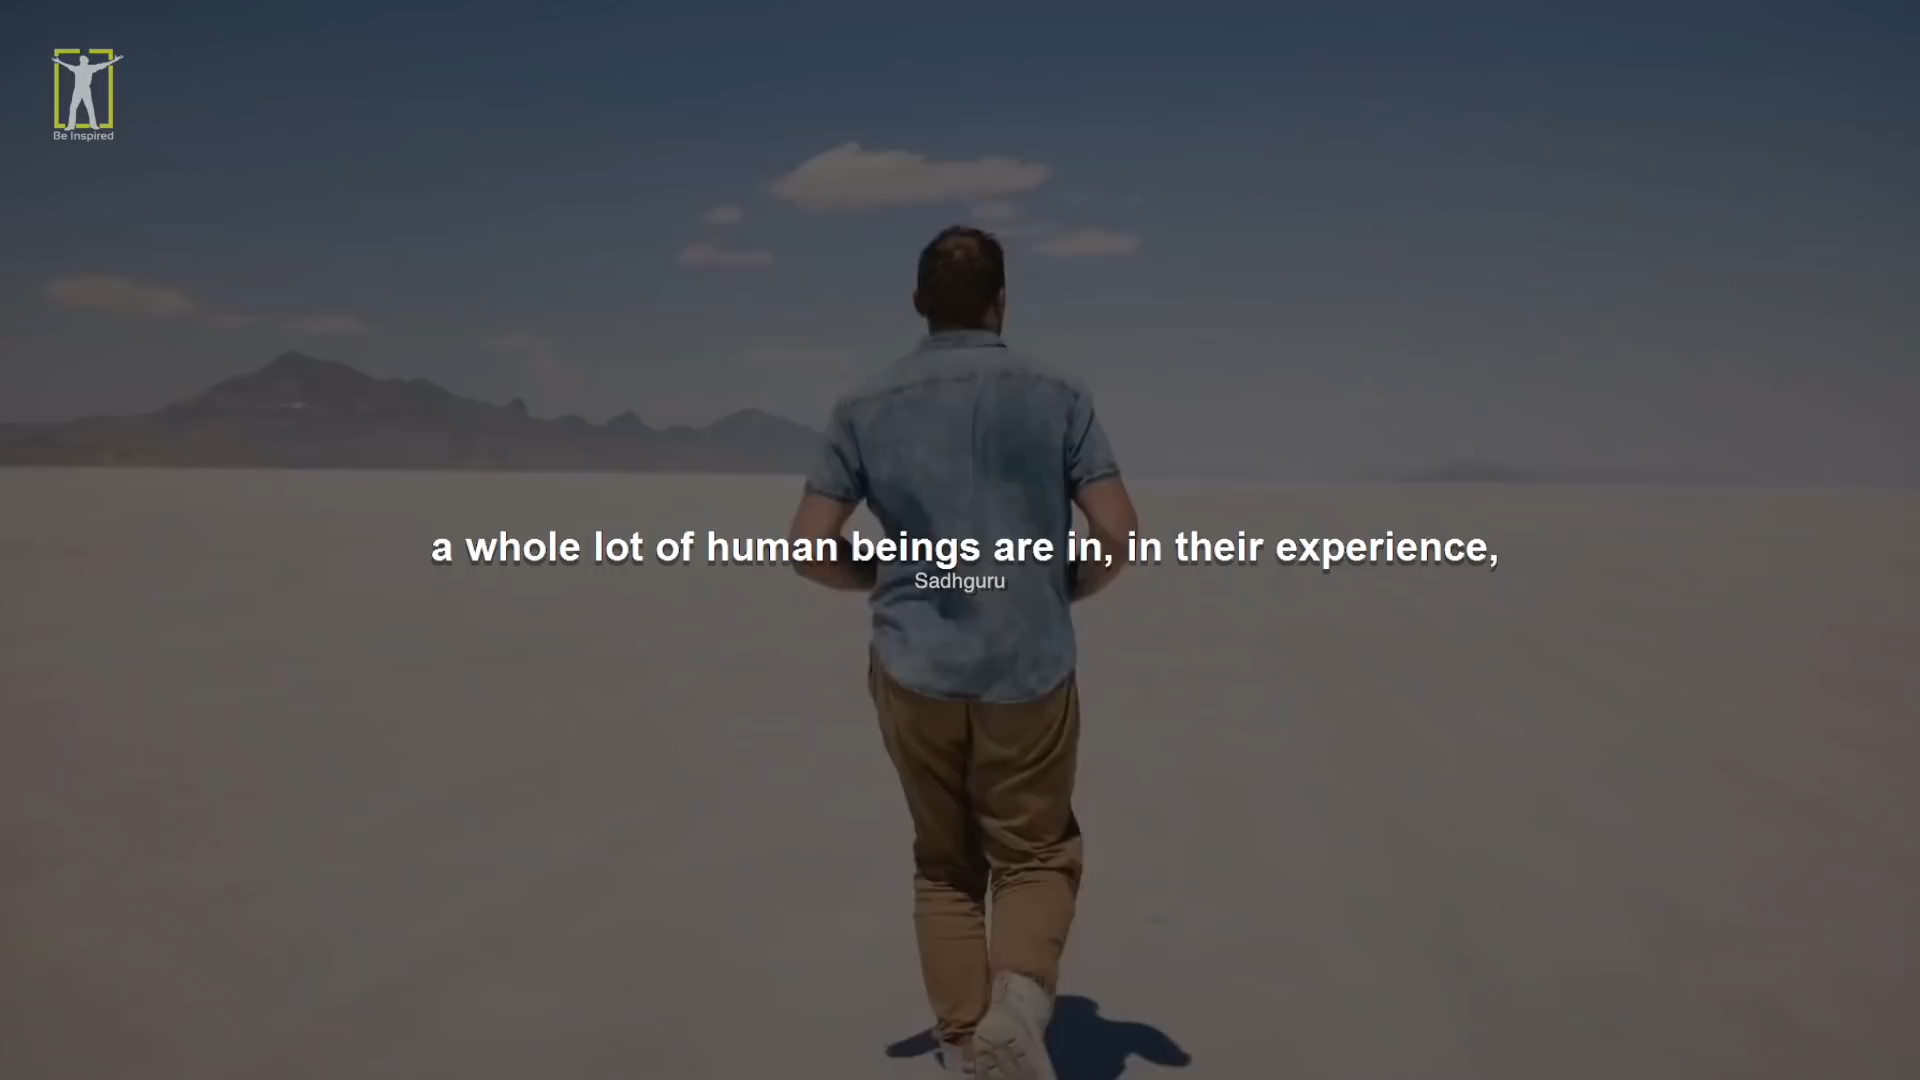 Be Inspired
a whole lot of human beings are in, in their experience,
Sadhguru